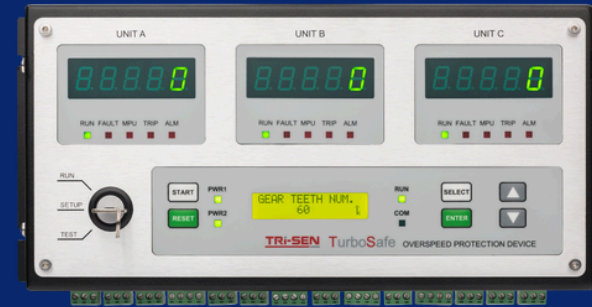 UNIT A
UNIT B
UNIT C
0
0
0
RUN FAULT MPU TRIP ALM
RUN FAULT MPU TRIP ALM
RUN FAULT MPU TRIP ALM
RUN
SETUP
TEST
START
PWR1
RESET
PWR2
GEAR TEETH NUM.
60
RUN
COM
SELECT
ENTER
TRI-SEN TurboSafe OVERSPEED PROTECTION DEVICE